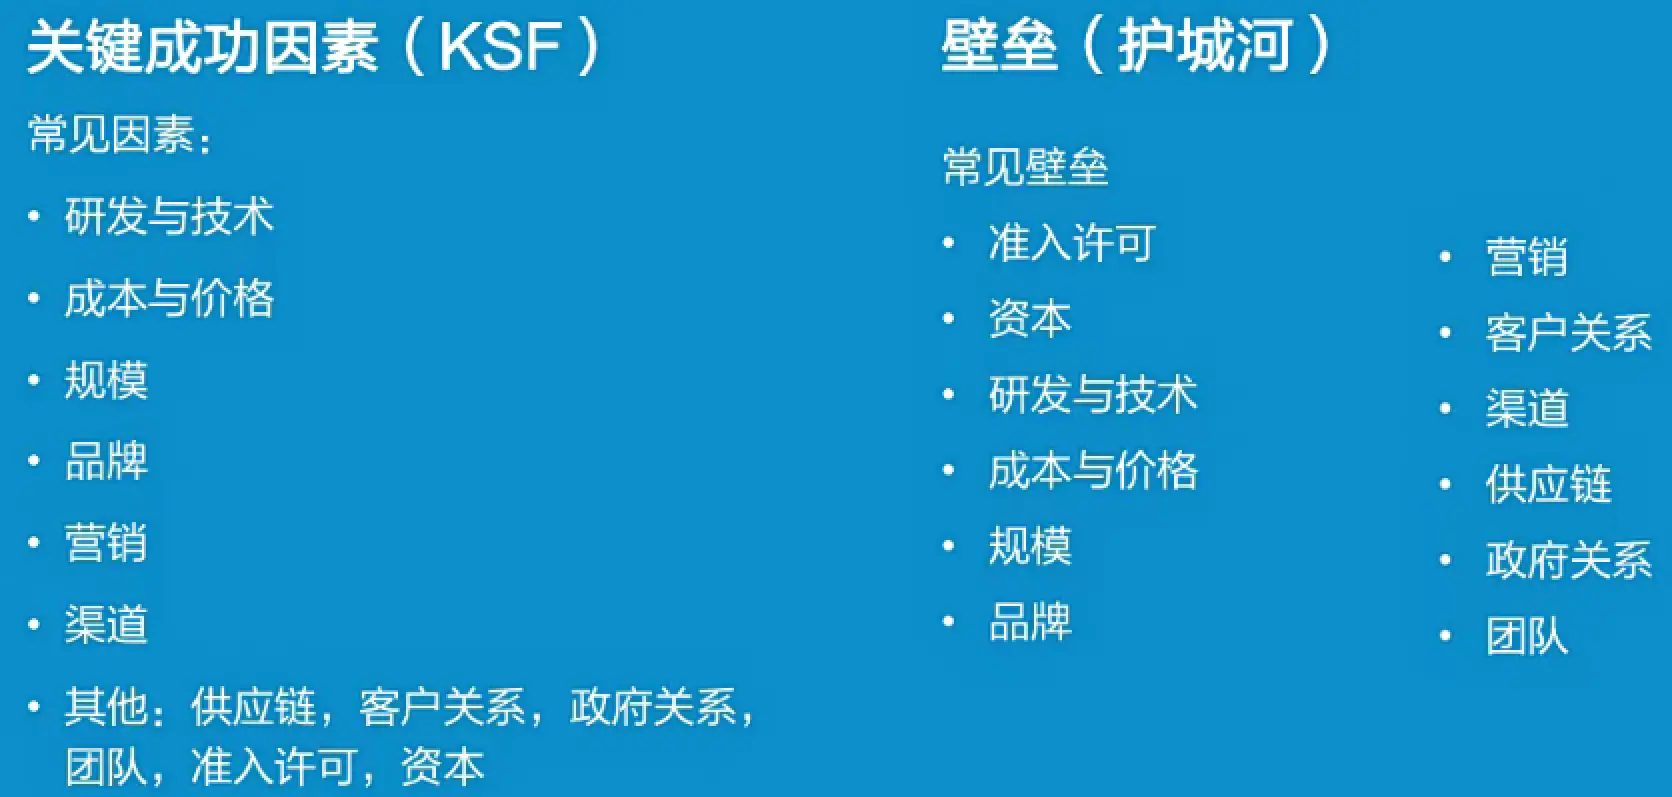 关键成功因素（KSF）
常见因素：
• 研发与技术
• 成本与价格
• 规模
• 品牌
• 营销
• 渠道
• 其他：供应链，客户关系，政府关系，
团队，准入许可，资本
壁垒（护城河）
常见壁垒
• 准入许可
• 资本
• 研发与技术
• 成本与价格
• 规模
• 品牌
• 营销
• 客户关系
• 渠道
• 供应链
• 政府关系
• 团队